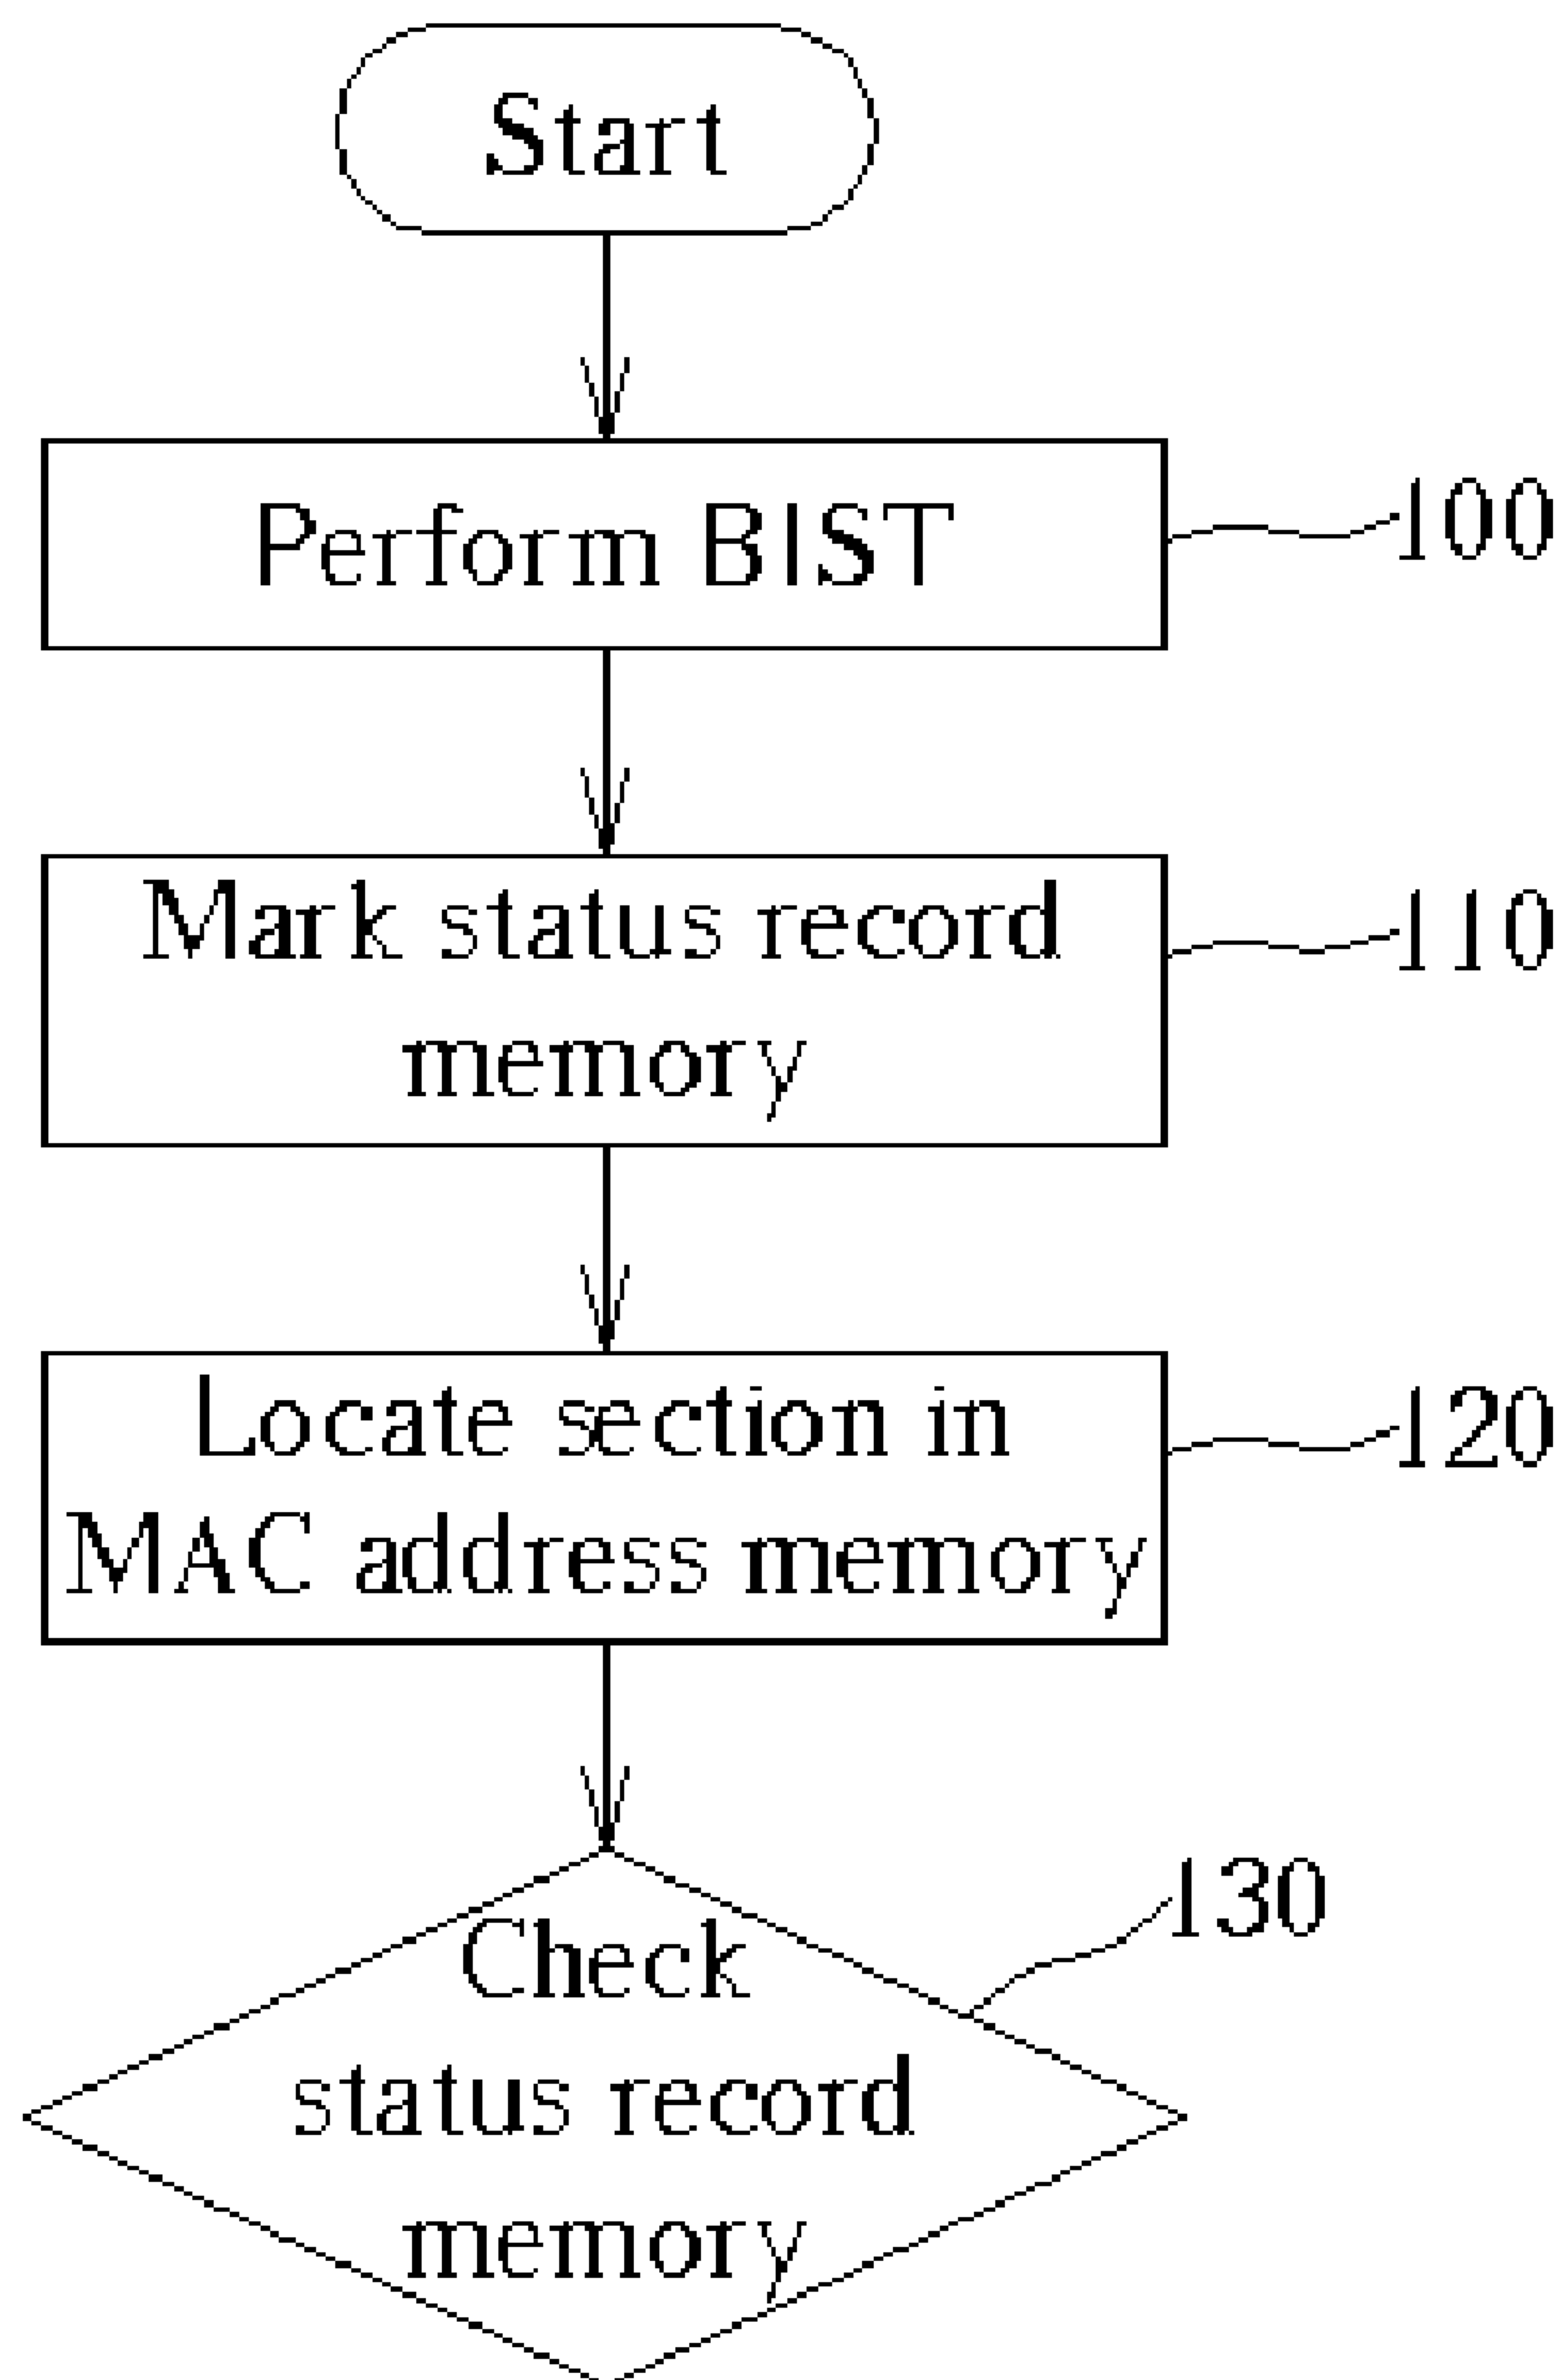 Start
Perform BIST
100
Mark status record
memory
110
Locate section in
MAC address memory
120
Check
status record
memory
130